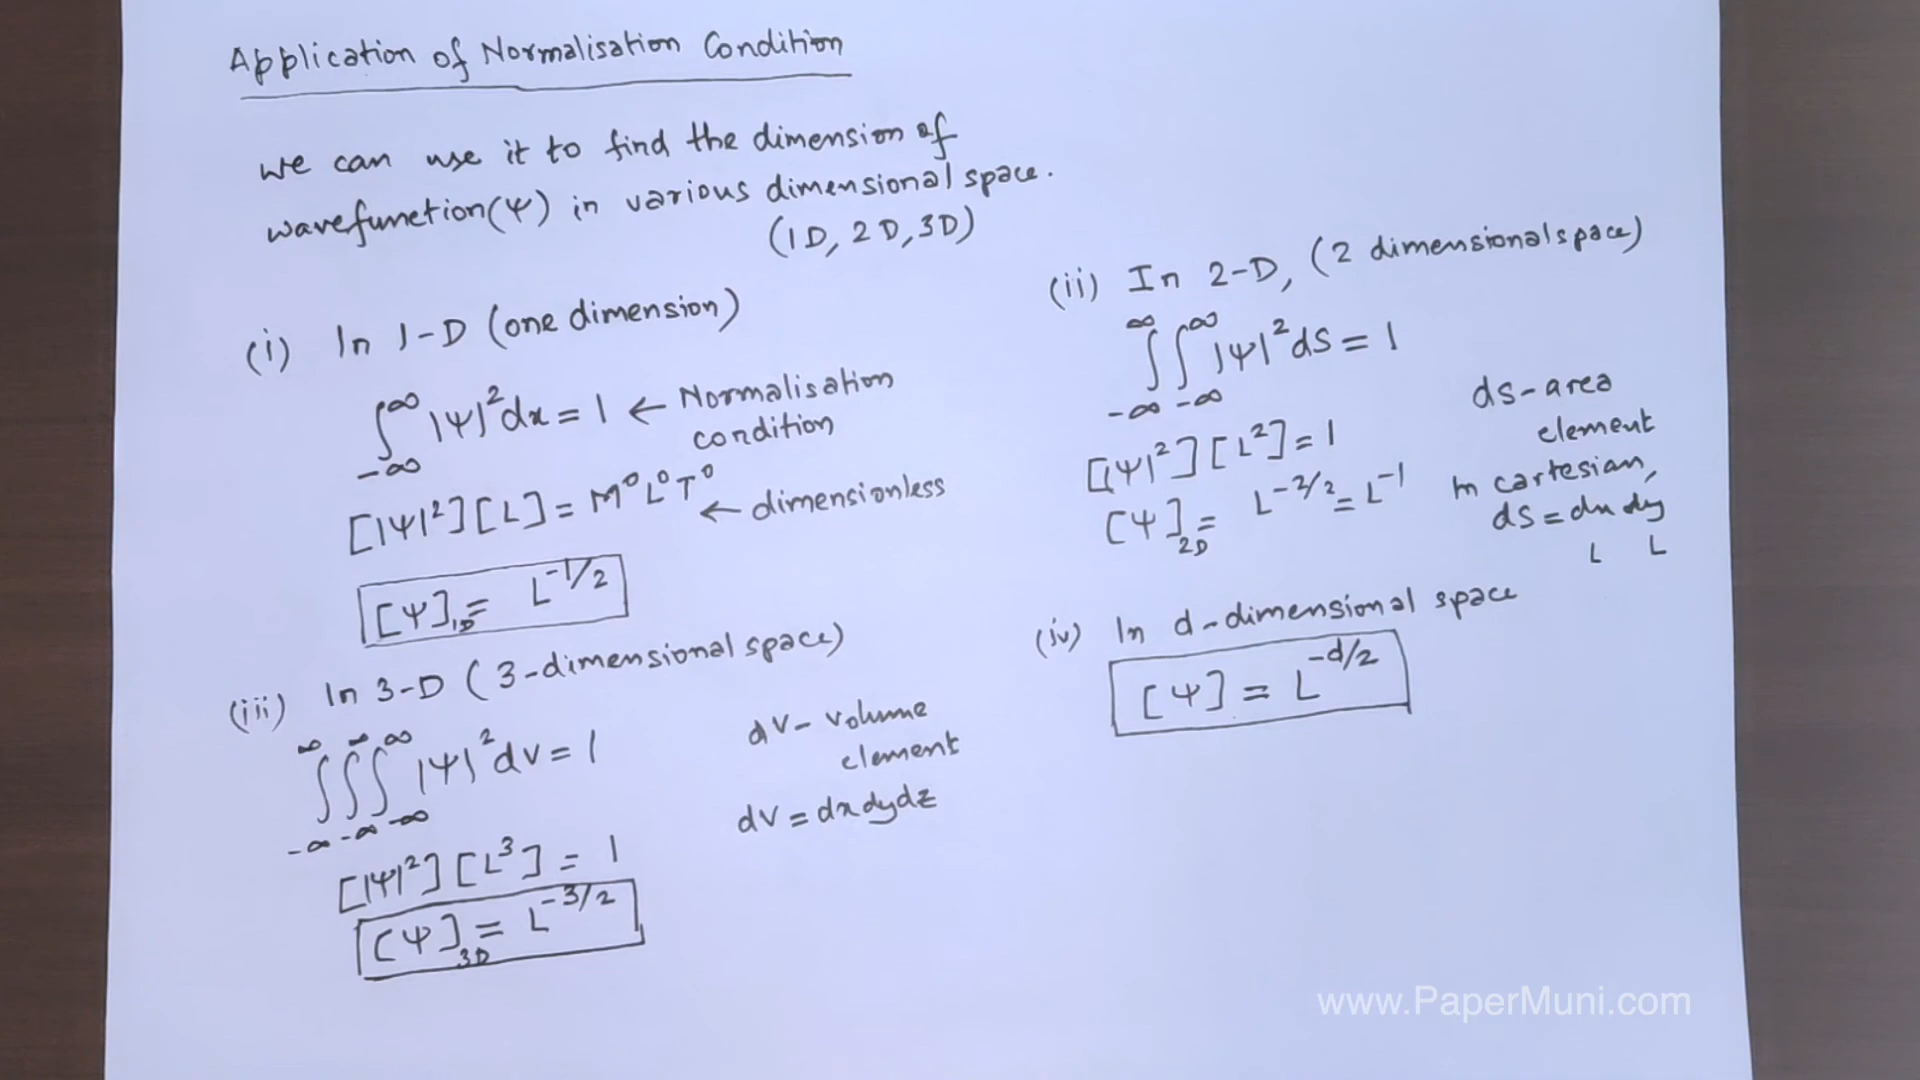 Application of Normalisation Condition
We can use it to find the dimension of
wavefunction(Ψ) in various dimensional space.
(1D, 2D, 3D)
(i) In 1-D (one dimension)
∫_{-∞}^{∞} |Ψ|² dx = 1 ← Normalisation
condition
[|Ψ|²][L] = M⁰L⁰T⁰ ← dimensionless
[Ψ]_{1D} = L^{-1/2}
(ii) In 2-D, (2 dimensional space)
∫_{-∞}^{∞} ∫_{-∞}^{∞} |Ψ|² dS = 1
ds - area
element
[|Ψ|²][L²] = 1
In cartesian,
[Ψ]_{2D} = L^{-2/2} = L^{-1}
dS = dx dy
L L
(iii) In 3-D (3-dimensional space)
∫_{-∞}^{∞} ∫_{-∞}^{∞} ∫_{-∞}^{∞} |Ψ|² dV = 1
dV - volume
element
dV = dx dy dz
[|Ψ|²][L³] = 1
[Ψ]_{3D} = L^{-3/2}
(iv) In d-dimensional space
[Ψ] = L^{-d/2}
www.PaperMuni.com